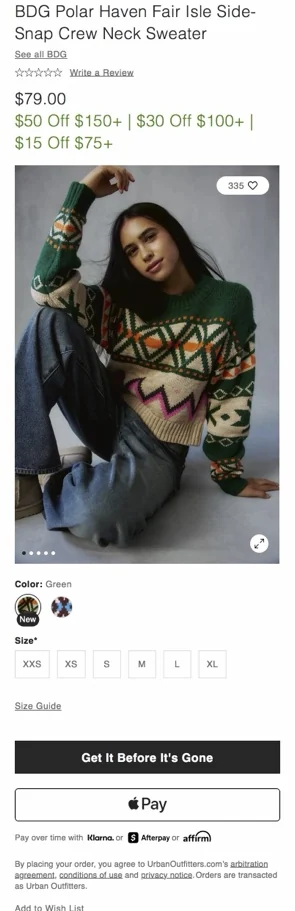 BDG Polar Haven Fair Isle Side-
Snap Crew Neck Sweater
See all BDG
Write a Review
$79.00
$50 Off $150+ | $30 Off $100+ |
$15 Off $75+
335
Color: Green
New
Size*
XXS XS S M L XL
Size Guide
Get It Before It's Gone
Pay
Pay over time with Klarna. or Afterpay or affirm
By placing your order, you agree to UrbanOutfitters.com's arbitration
agreement, conditions of use and privacy notice. Orders are transacted
as Urban Outfitters.
Add to Wish List